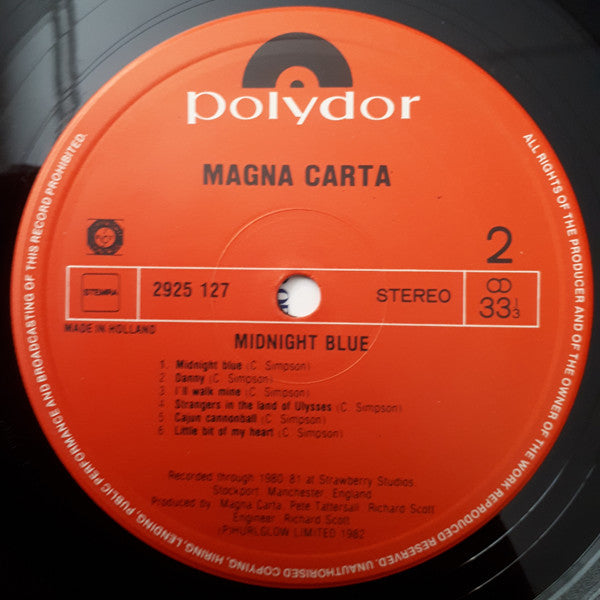 polydor
MAGNA CARTA
2
STEMRA
2925 127
STEREO
33 1/3
MADE IN HOLLAND
MIDNIGHT BLUE
1. Midnight blue (C. Simpson)
2. Danny (C. Simpson)
3. I'll walk mine (C. Simpson)
4. Strangers in the land of Ulysses (C. Simpson)
5. Cajun cannonball (C. Simpson)
6. Little bit of my heart (C. Simpson)
Recorded through 1980 81 at Strawberry Studios.
Stockport. Manchester, England
Produced by: Magna Carta, Pete Tattersall Richard Scott
Engineer: Richard Scott
(P)HURLGLOW LIMITED 1982
ALL RIGHTS OF THE PRODUCER AND OF THE OWNER OF THE WORK REPRODUCED RESERVED. UNAUTHORISED COPYING, HIRING, LENDING, PUBLIC PERFORMANCE AND BROADCASTING OF THIS RECORD PROHIBITED.